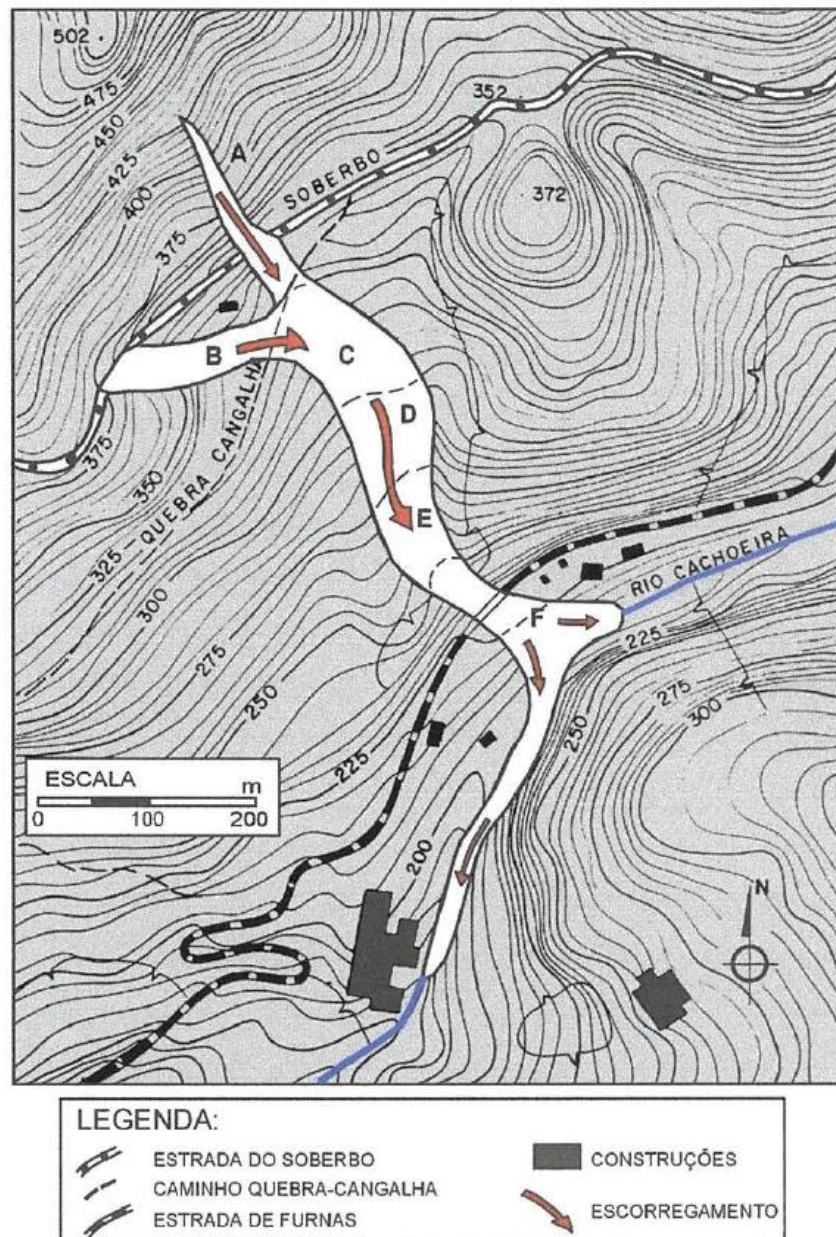 502
475
450
425
400
375
352
SOBERBO
372
A
B
C
D
E
F
375
350
325
QUEBRA CANGALHA
300
275
250
225
RIO CACHOEIRA
225
275
300
250
200
ESCALA
m
0 100 200
N
LEGENDA:
ESTRADA DO SOBERBO
CAMINHO QUEBRA-CANGALHA
ESTRADA DE FURNAS
CONSTRUÇÕES
ESCORREGAMENTO